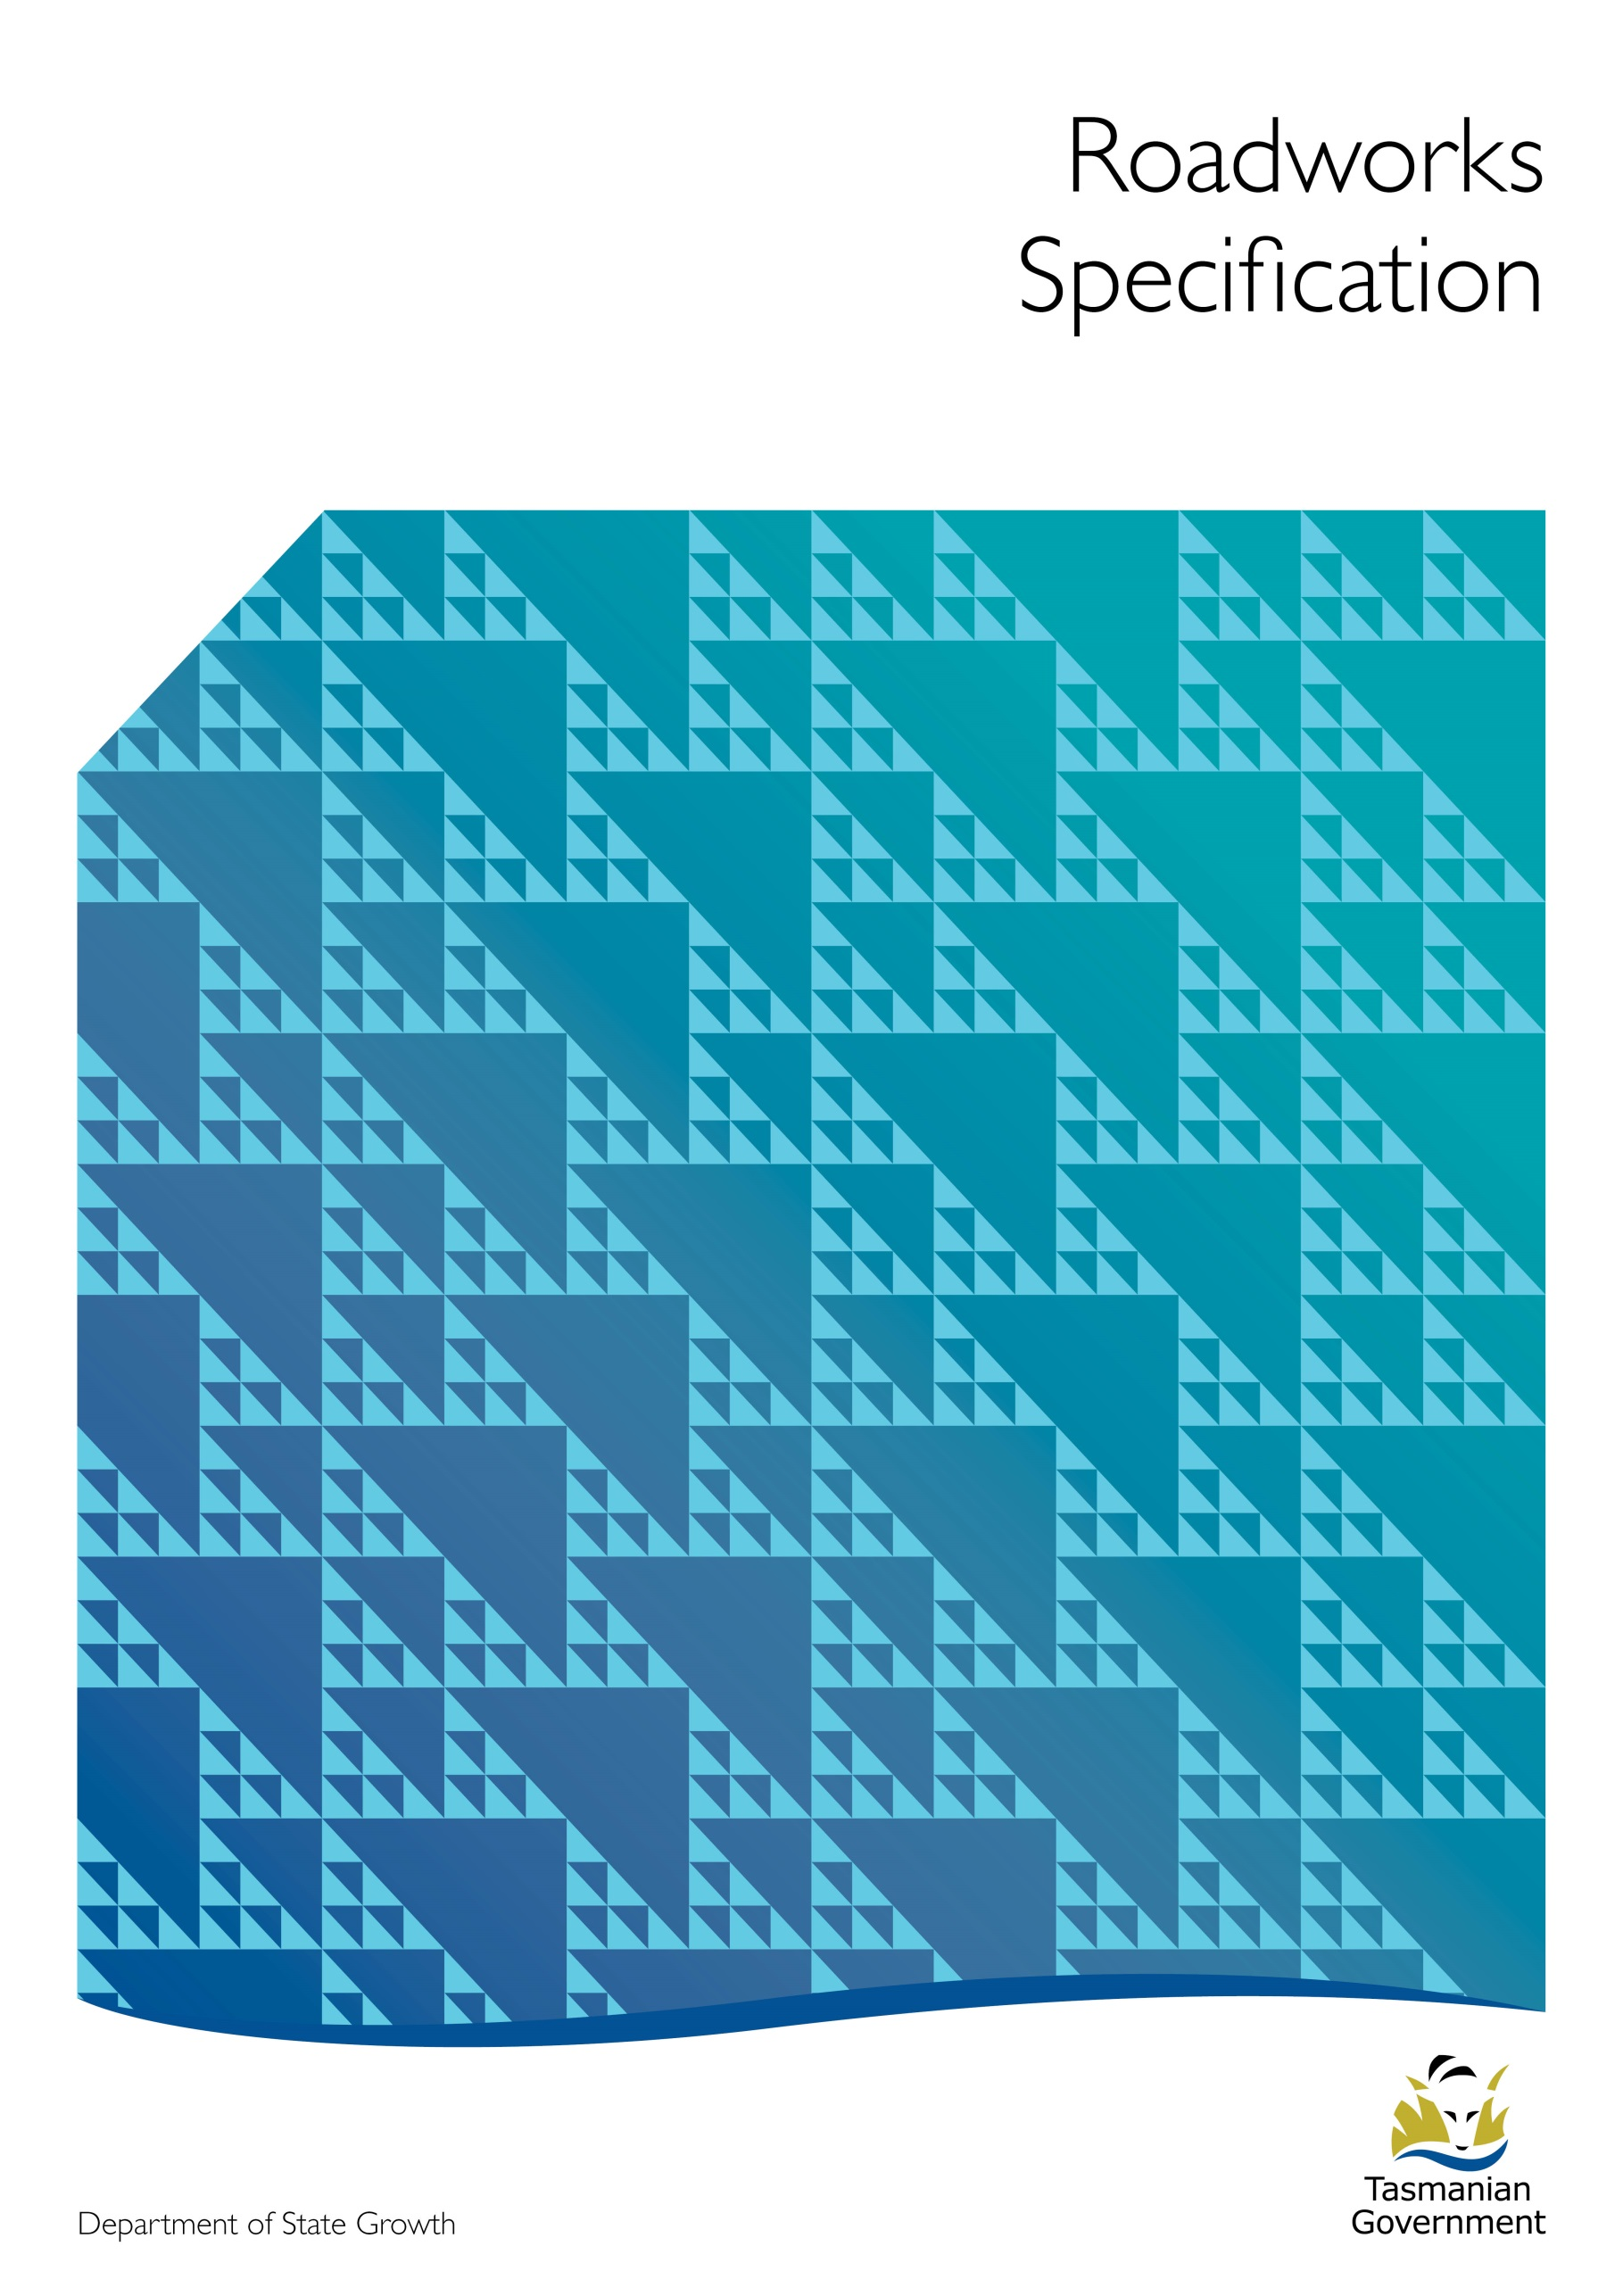 Roadworks
Specification
Department of State Growth
Tasmanian
Government